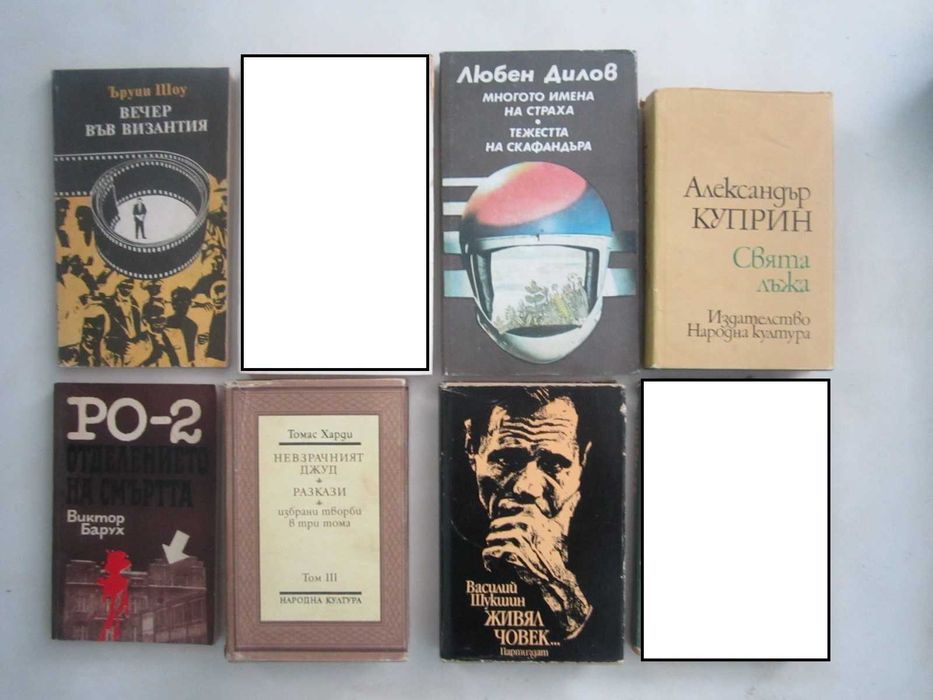 Ъруин Шоу
ВЕЧЕР
ВЪВ ВИЗАНТИЯ
Любен Дилов
МНОГОТО ИМЕНА
НА СТРАХА
•
ТЕЖЕСТТА
НА СКАФАНДЪРА
Александър
КУПРИН
Свята
лъжа
Издателство
Народна култура
РО-2
ОТДЕЛЕНИЕТО
НА СМЪРТТА
Виктор
Барух
Томас Харди
НЕВЗРАЧНИЯТ
ДЖУД
РАЗКАЗИ
избрани творби
в три тома
Том III
НАРОДНА КУЛТУРА
Василий
Шукшин
ЖИВЯЛ
ЧОВЕК...
Партиздат